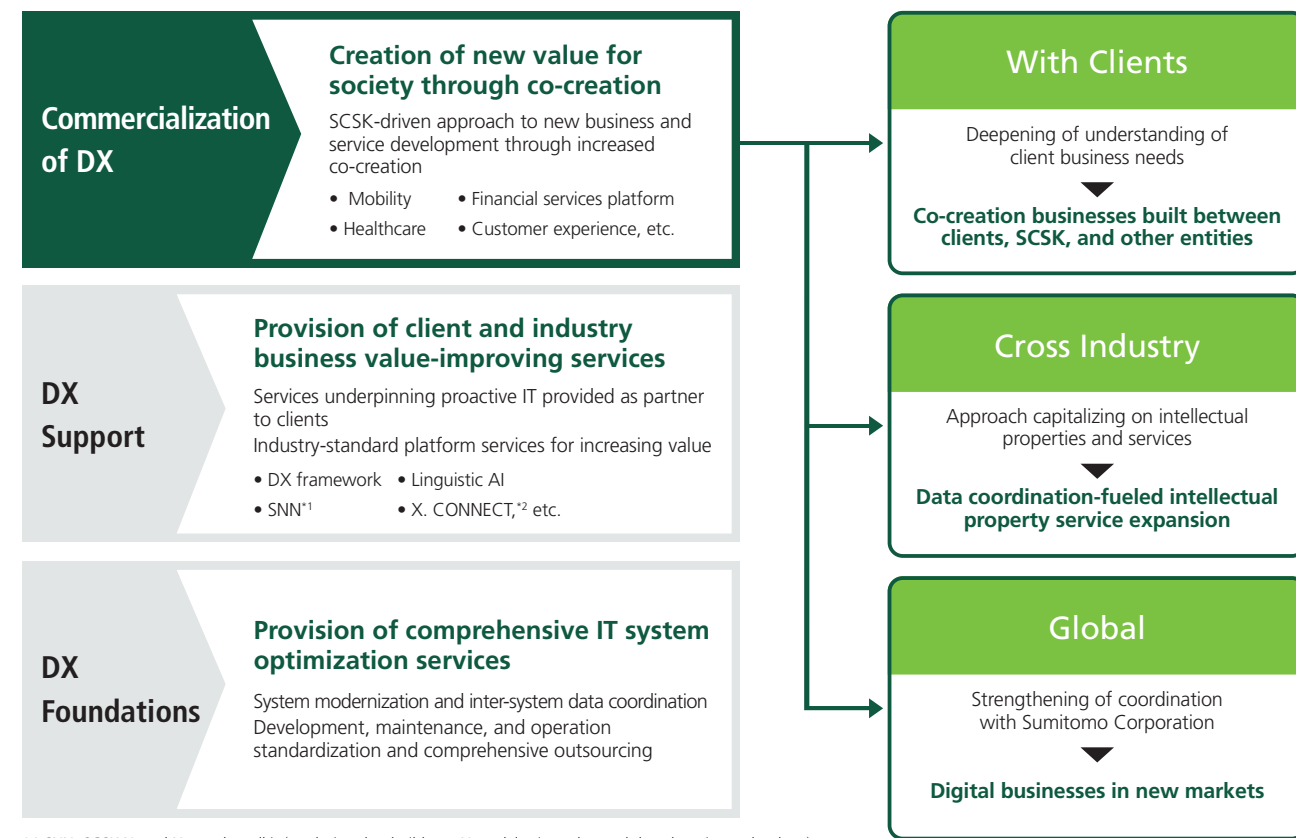 Commercialization
of DX
Creation of new value for
society through co-creation
SCSK-driven approach to new business and
service development through increased
co-creation
• Mobility • Financial services platform
• Healthcare • Customer experience, etc.
DX
Support
Provision of client and industry
business value-improving services
Services underpinning proactive IT provided as partner
to clients
Industry-standard platform services for increasing value
• DX framework • Linguistic AI
• SNN*1 • X. CONNECT,*2 etc.
DX
Foundations
Provision of comprehensive IT system
optimization services
System modernization and inter-system data coordination
Development, maintenance, and operation
standardization and comprehensive outsourcing
With Clients
Deepening of understanding of
client business needs
Co-creation businesses built between
clients, SCSK, and other entities
Cross Industry
Approach capitalizing on intellectual
properties and services
Data coordination-fueled intellectual
property service expansion
Global
Strengthening of coordination
with Sumitomo Corporation
Digital businesses in new markets